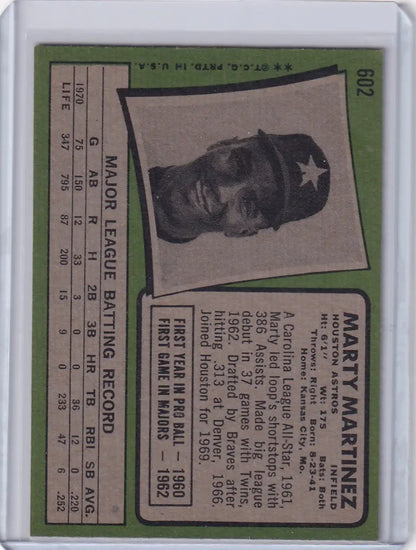 602
MARTY MARTINEZ
HOUSTON ASTROS INFIELD
Ht: 6'1" Wt: 175 Bats: Both
Throws: Right Born: 8-23-41
Home: Kansas City, Mo.
A Carolina League All-Star, 1961
Marty led loop's shortstops with
386 Assists. Made big league
debut in 37 games with Twins,
1962. Drafted by Braves after
hitting .313 at Denver, 1966.
Joined Houston for 1969.
FIRST YEAR IN PRO BALL — 1960
FIRST GAME IN MAJORS — 1962
**©T.C.G. PRTD. IN U.S.A.
MAJOR LEAGUE BATTING RECORD
G AB R H 2B 3B HR TB RBI SB AVG.
1970 75 150 12 33 3 0 0 36 12 0 .220
LIFE 347 795 87 200 15 9 0 233 47 6 .252